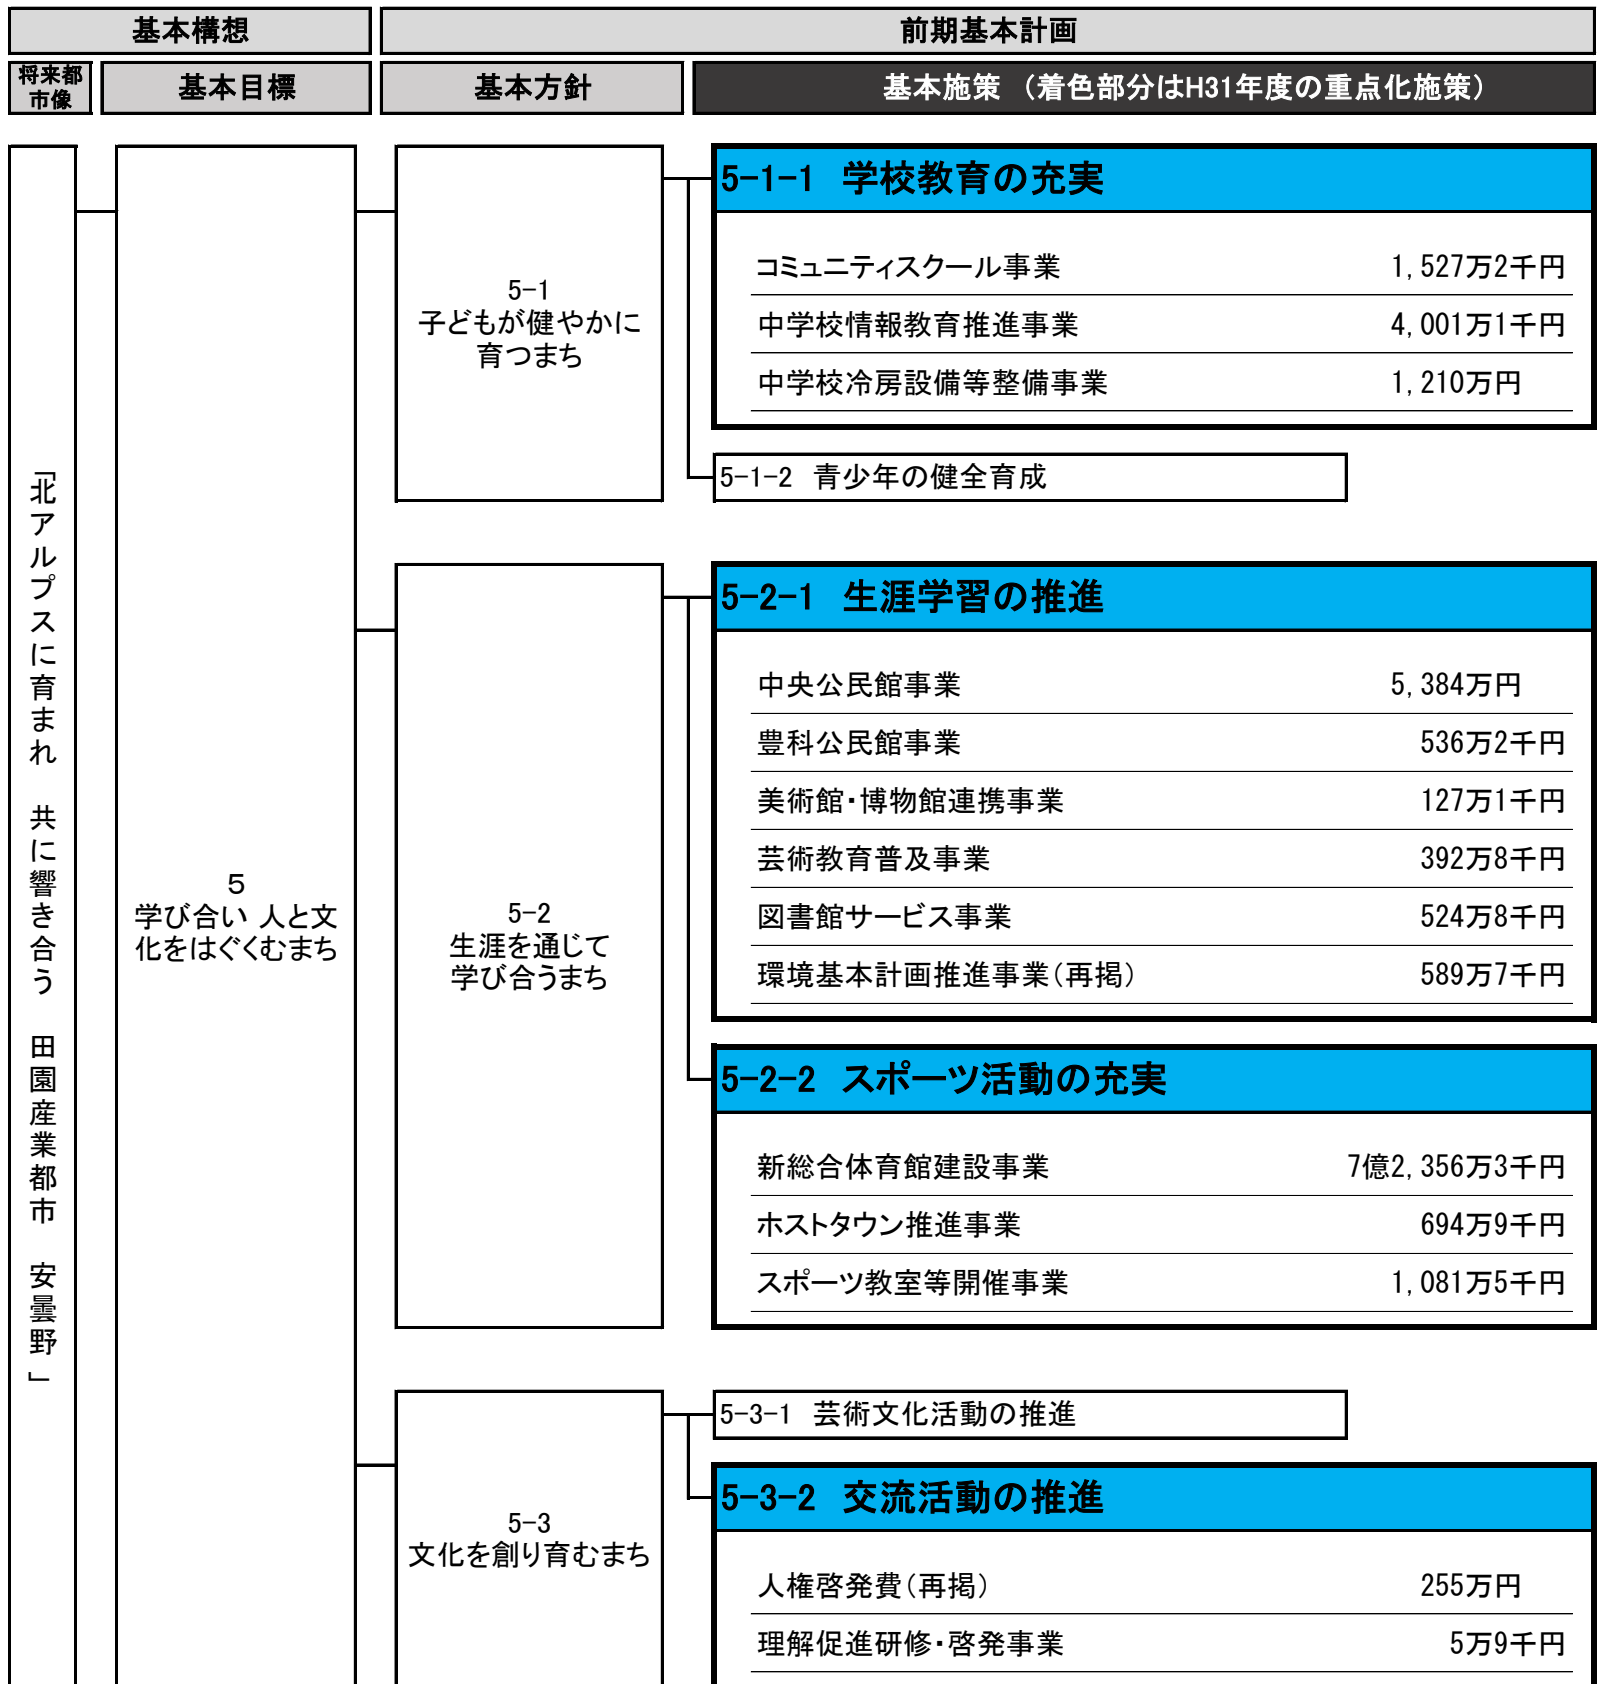 基本構想
前期基本計画
将来都
市像
基本目標
基本方針
基本施策 （着色部分はH31年度の重点化施策）
「北アルプスに育まれ　共に響き合う　田園産業都市　安曇野」
5
学び合い 人と文
化をはぐくむまち
5-1
子どもが健やかに
育つまち
5-1-1 学校教育の充実
コミュニティスクール事業 1,527万2千円
中学校情報教育推進事業 4,001万1千円
中学校冷房設備等整備事業 1,210万円
5-1-2 青少年の健全育成
5-2
生涯を通じて
学び合うまち
5-2-1 生涯学習の推進
中央公民館事業 5,384万円
豊科公民館事業 536万2千円
美術館・博物館連携事業 127万1千円
芸術教育普及事業 392万8千円
図書館サービス事業 524万8千円
環境基本計画推進事業（再掲） 589万7千円
5-2-2 スポーツ活動の充実
新総合体育館建設事業 7億2,356万3千円
ホストタウン推進事業 694万9千円
スポーツ教室等開催事業 1,081万5千円
5-3
文化を創り育むまち
5-3-1 芸術文化活動の推進
5-3-2 交流活動の推進
人権啓発費（再掲） 255万円
理解促進研修・啓発事業 5万9千円